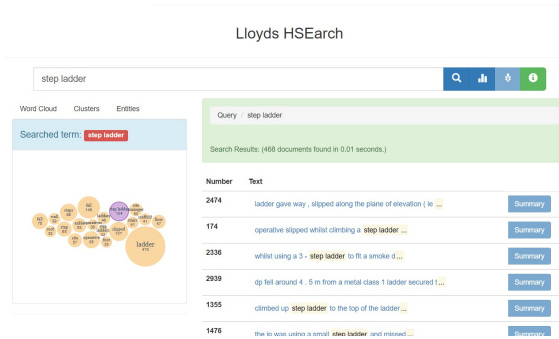 Lloyds HSEarch
step ladder
Word Cloud Clusters Entities
Searched term: step ladder
Query / step ladder
Search Results: (468 documents found in 0.01 seconds.)
Number Text
2474 ladder gave way , slipped along the plane of elevation ( ie ... Summary
174 operative slipped whilst climbing a step ladder ... Summary
2336 whilst using a 3 - step ladder to fit a smoke d... Summary
2939 dp fell around 4 . 5 m from a metal class 1 ladder secured t... Summary
1355 climbed up step ladder to the top of the ladder... Summary
1476 the ip was using a small step ladder and missed... Summary
fall
step ladder
slipped
ladder